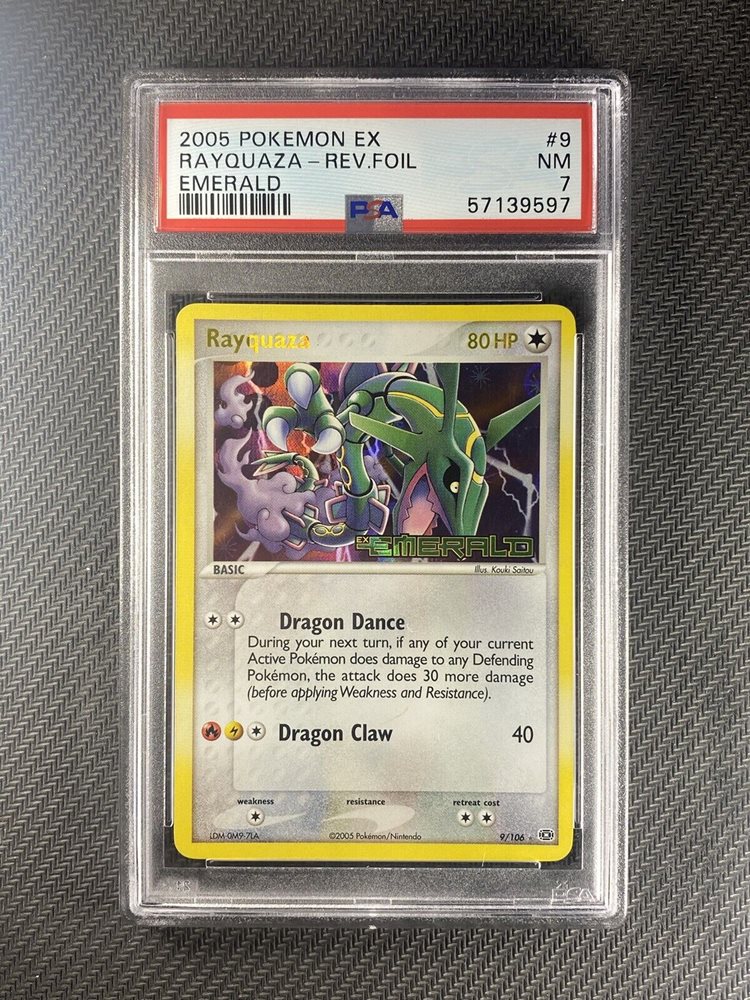 2005 POKEMON EX #9
RAYQUAZA – REV.FOIL NM
EMERALD 7
PSA 57139597
Rayquaza 80 HP
EX EMERALD
BASIC Illus. Kouki Saitou
Dragon Dance
During your next turn, if any of your current
Active Pokémon does damage to any Defending
Pokémon, the attack does 30 more damage
(before applying Weakness and Resistance).
Dragon Claw 40
weakness resistance retreat cost
LDM-0M9-7LA ©2005 Pokémon/Nintendo 9/106
PSA